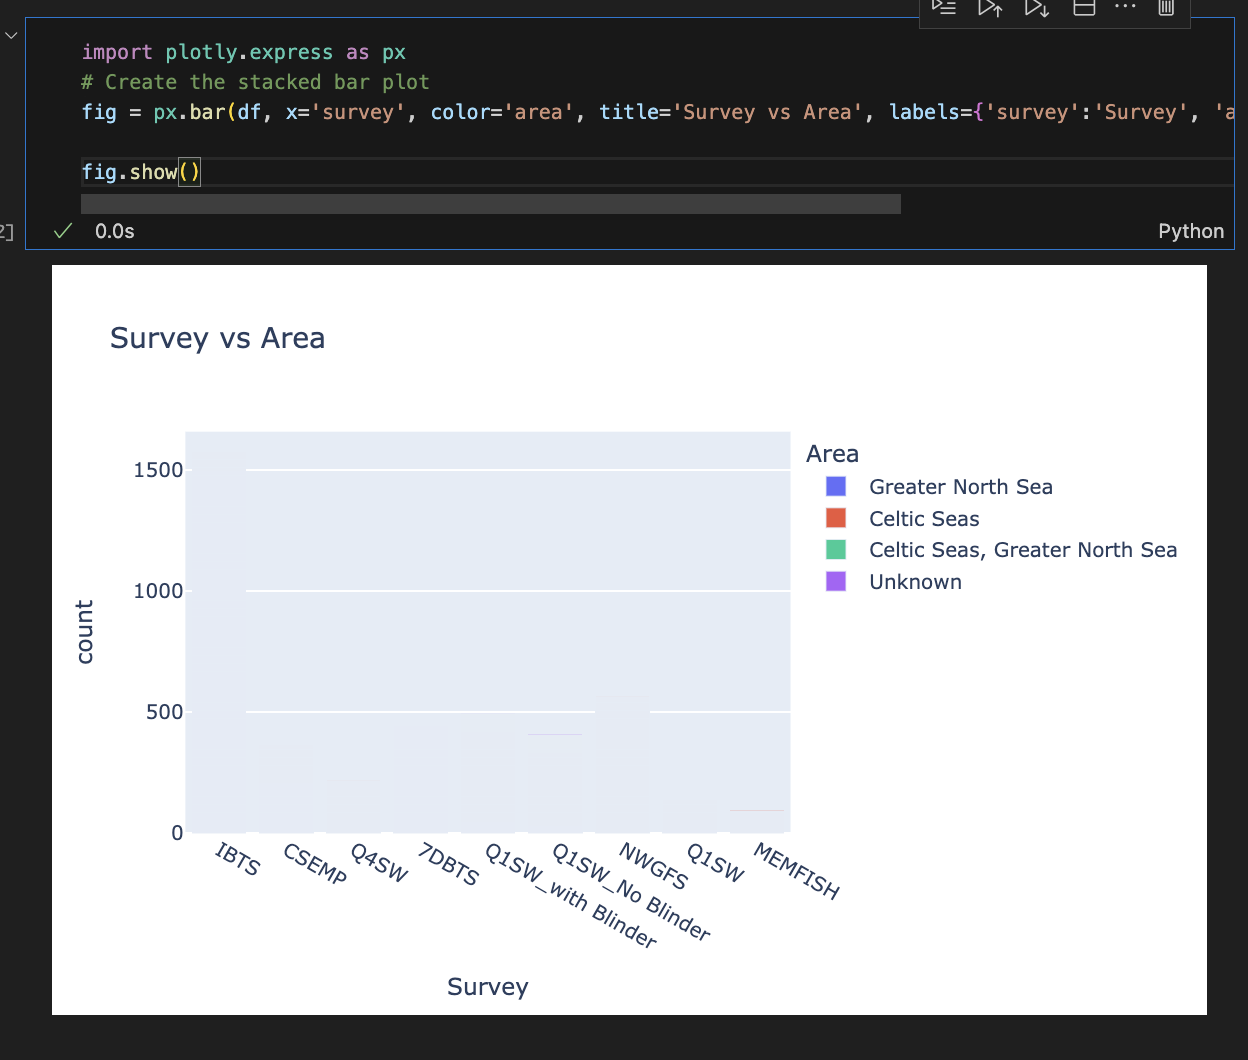 import plotly.express as px
# Create the stacked bar plot
fig = px.bar(df, x='survey', color='area', title='Survey vs Area', labels={'survey':'Survey', 'a
fig.show()
2]
0.0s
Python
Survey vs Area
1500
1000
500
0
count
IBTS
CSEMP
Q4SW
7DBTS
Q1SW_with Blinder
Q1SW_No Blinder
NWGFS
Q1SW
MEMFISH
Survey
Area
Greater North Sea
Celtic Seas
Celtic Seas, Greater North Sea
Unknown